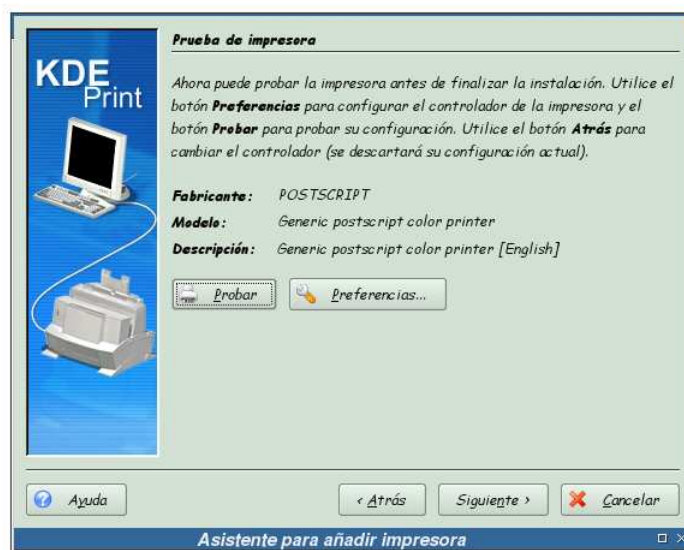 KDE
Print
Prueba de impresora
Ahora puede probar la impresora antes de finalizar la instalación. Utilice el
botón Preferencias para configurar el controlador de la impresora y el
botón Probar para probar su configuración. Utilice el botón Atrás para
cambiar el controlador (se descartará su configuración actual).
Fabricante: POSTSCRIPT
Modelo: Generic postscript color printer
Descripción: Generic postscript color printer [English]
Probar Preferencias...
Ayuda < Atrás Siguiente > Cancelar
Asistente para añadir impresora